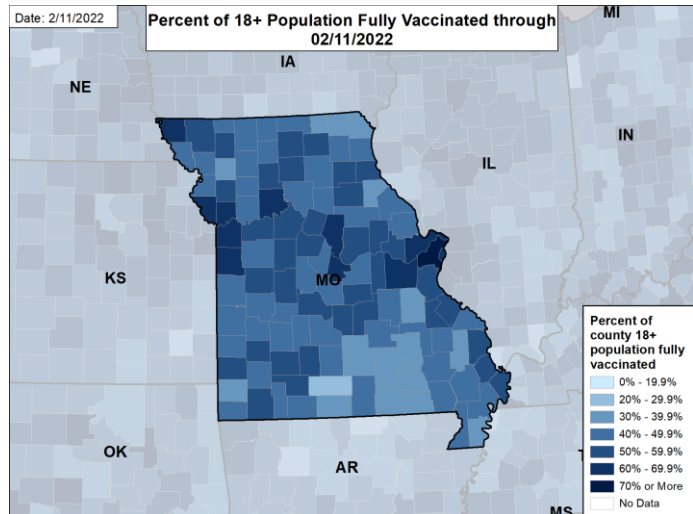 Date: 2/11/2022
Percent of 18+ Population Fully Vaccinated through
02/11/2022
MI
IA
NE
IN
IL
KS
MO
OK
AR
T
MS
Percent of
county 18+
population fully
vaccinated
0% - 19.9%
20% - 29.9%
30% - 39.9%
40% - 49.9%
50% - 59.9%
60% - 69.9%
70% or More
No Data